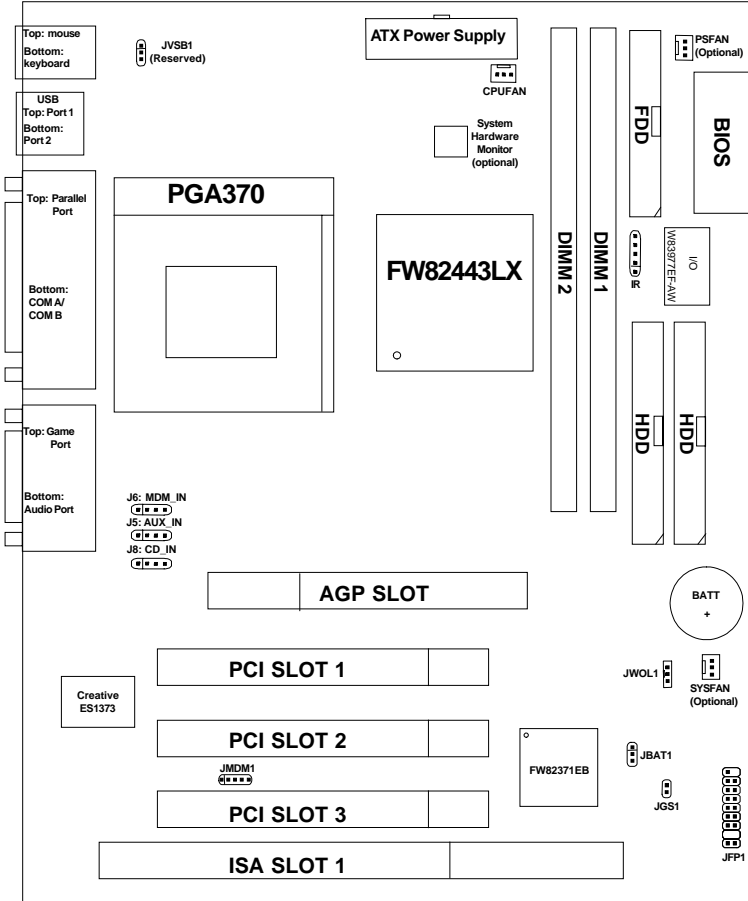 Top: mouse
Bottom:
keyboard
JVSB1
(Reserved)
ATX Power Supply
CPUFAN
PSFAN
(Optional)
USB
Top: Port 1
Bottom:
Port 2
System
Hardware
Monitor
(optional)
FDD
BIOS
Top: Parallel
Port
Bottom:
COM A/
COM B
PGA370
FW82443LX
DIMM 2
DIMM 1
IR
I/O
W83977EF-AW
HDD
HDD
Top: Game
Port
Bottom:
Audio Port
J6: MDM_IN
J5: AUX_IN
J8: CD_IN
AGP SLOT
BATT
+
PCI SLOT 1
JWOL1
SYSFAN
(Optional)
Creative
ES1373
PCI SLOT 2
FW82371EB
JBAT1
JMDM1
JGS1
PCI SLOT 3
JFP1
ISA SLOT 1